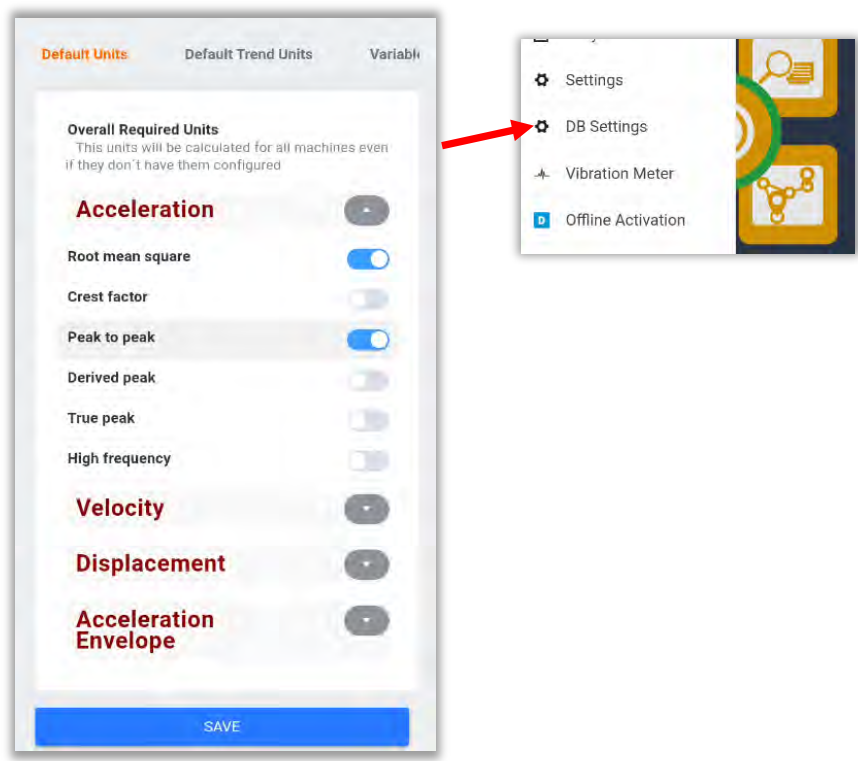 Default Units
Default Trend Units
Overall Required Units
This units will be calculated for all machines even
if they don´t have them configured
Acceleration
Root mean square
Crest factor
Peak to peak
Derived peak
True peak
High frequency
Velocity
Displacement
Acceleration
Envelope
SAVE
Settings
DB Settings
Vibration Meter
D
Offline Activation